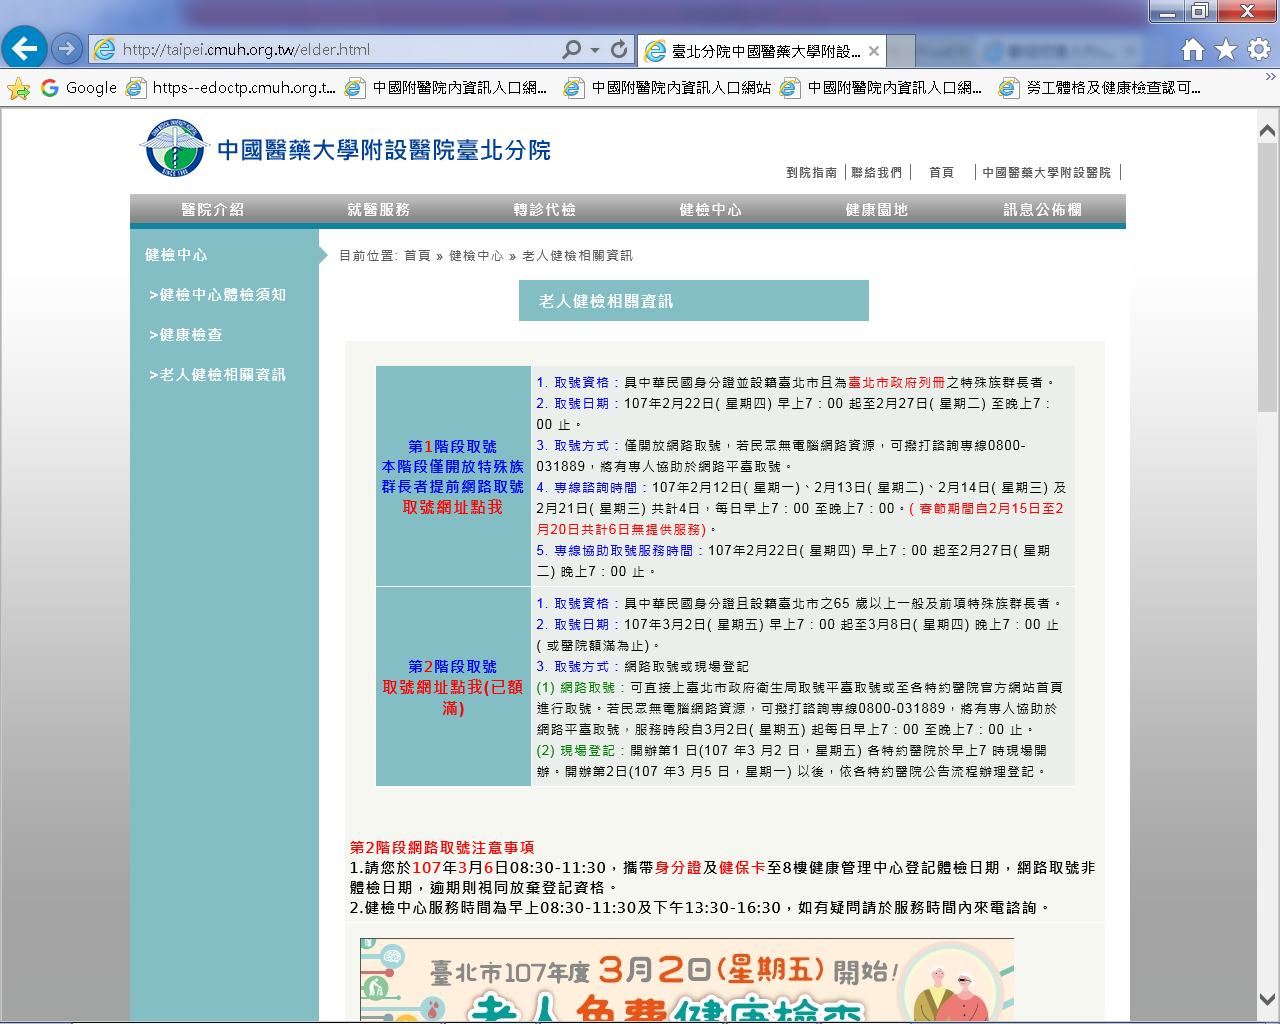 http://taipei.cmuh.org.tw/elder.html
臺北分院中國醫藥大學附設...
Google
https--edoctp.cmuh.org.t...
中國附醫院內資訊入口網...
中國附醫院內資訊入口網站
中國附醫院內資訊入口網...
勞工體格及健康檢查認可...
中國醫藥大學附設醫院臺北分院
到院指南 聯絡我們 首頁 中國醫藥大學附設醫院
醫院介紹 就醫服務 轉診代檢 健檢中心 健康園地 訊息公佈欄
健檢中心
>健檢中心體檢須知
>健康檢查
>老人健檢相關資訊
目前位置: 首頁 » 健檢中心 » 老人健檢相關資訊
老人健檢相關資訊
第1階段取號
本階段僅開放特殊族
群長者提前網路取號
取號網址點我
1. 取號資格：具中華民國身分證並設籍臺北市且為臺北市政府列冊之特殊族群長者。
2. 取號日期：107年2月22日( 星期四) 早上7：00 起至2月27日( 星期二) 至晚上7：
00 止。
3. 取號方式：僅開放網路取號，若民眾無電腦網路資源，可撥打諮詢專線0800-
031889，將有專人協助於網路平臺取號。
4. 專線諮詢時間：107年2月12日( 星期一)、2月13日( 星期二)、2月14日( 星期三) 及
2月21日( 星期三) 共計4日，每日早上7：00 至晚上7：00。( 春節期間自2月15日至2
月20日共計6日無提供服務)。
5. 專線協助取號服務時間：107年2月22日( 星期四) 早上7：00 起至2月27日( 星期
二) 晚上7：00 止。
第2階段取號
取號網址點我(已額
滿)
1. 取號資格：具中華民國身分證且設籍臺北市之65 歲以上一般及前項特殊族群長者。
2. 取號日期：107年3月2日( 星期五) 早上7：00 起至3月8日( 星期四) 晚上7：00 止
( 或醫院額滿為止)。
3. 取號方式：網路取號或現場登記
(1) 網路取號：可直接上臺北市政府衛生局取號平臺取號或至各特約醫院官方網站首頁
進行取號。若民眾無電腦網路資源，可撥打諮詢專線0800-031889，將有專人協助於
網路平臺取號，服務時段自3月2日( 星期五) 起每日早上7：00 至晚上7：00 止。
(2) 現場登記：開辦第1 日(107 年3 月2 日，星期五) 各特約醫院於早上7 時現場開
辦。開辦第2日(107 年3 月5 日，星期一) 以後，依各特約醫院公告流程辦理登記。
第2階段網路取號注意事項
1.請您於107年3月6日08:30-11:30，攜帶身分證及健保卡至8樓健康管理中心登記體檢日期，網路取號非
體檢日期，逾期則視同放棄登記資格。
2.健檢中心服務時間為早上08:30-11:30及下午13:30-16:30，如有疑問請於服務時間內來電諮詢。
臺北市107年度 3月2日(星期五) 開始!
老人免費健康檢查